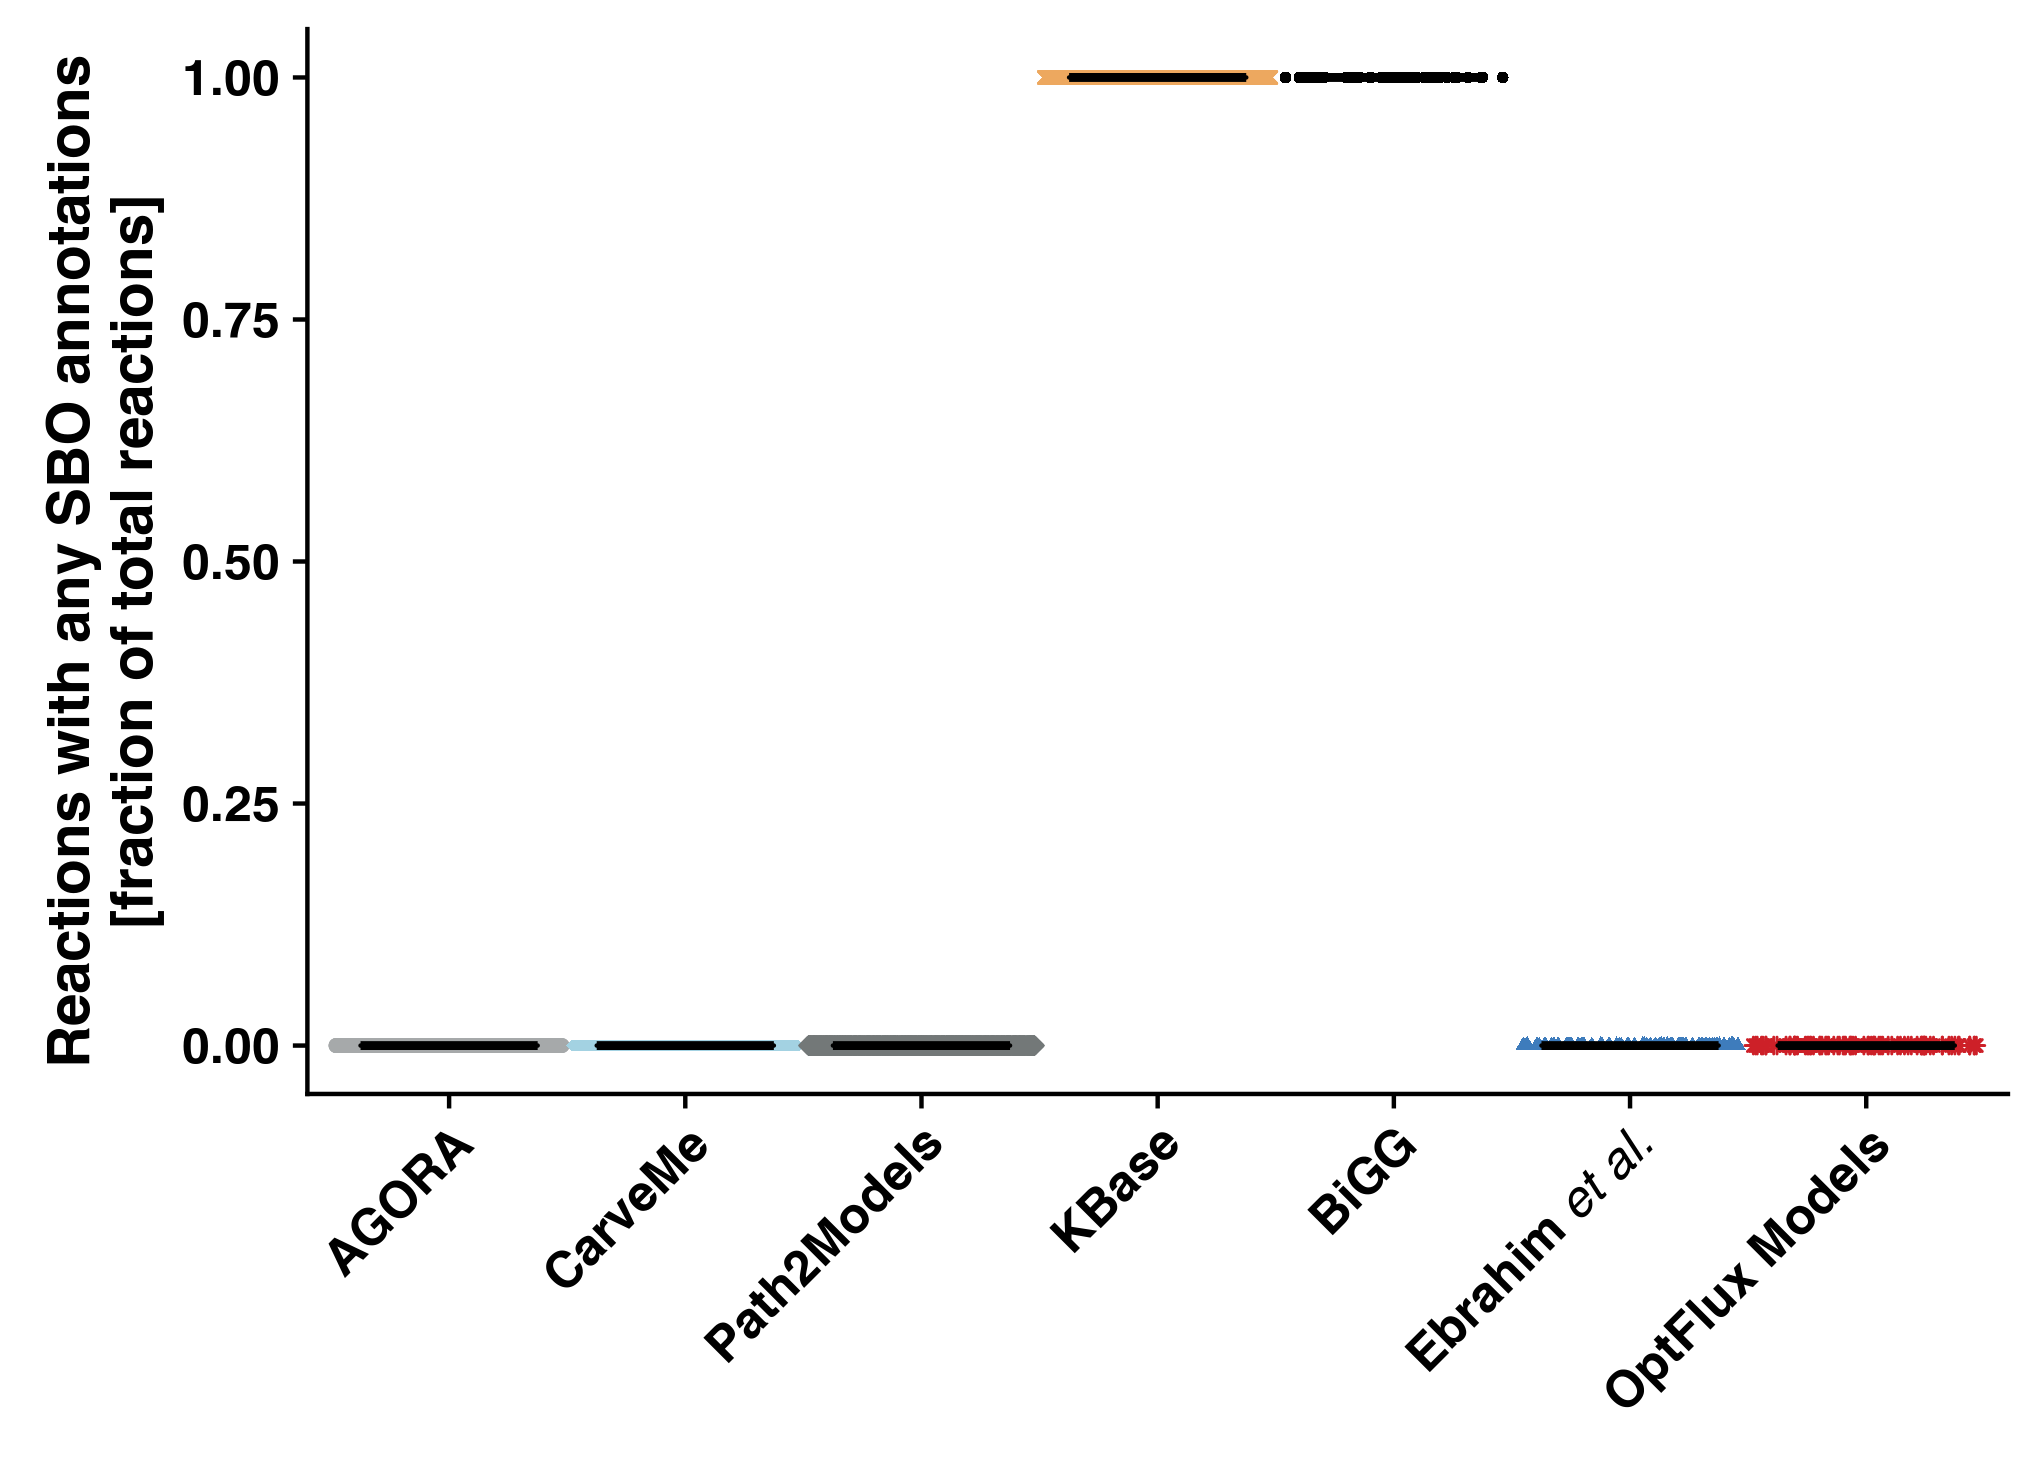 Reactions with any SBO annotations
[fraction of total reactions]
1.00
0.75
0.50
0.25
0.00
AGORA
CarveMe
Path2Models
KBase
BiGG
Ebrahim et al.
OptFlux Models